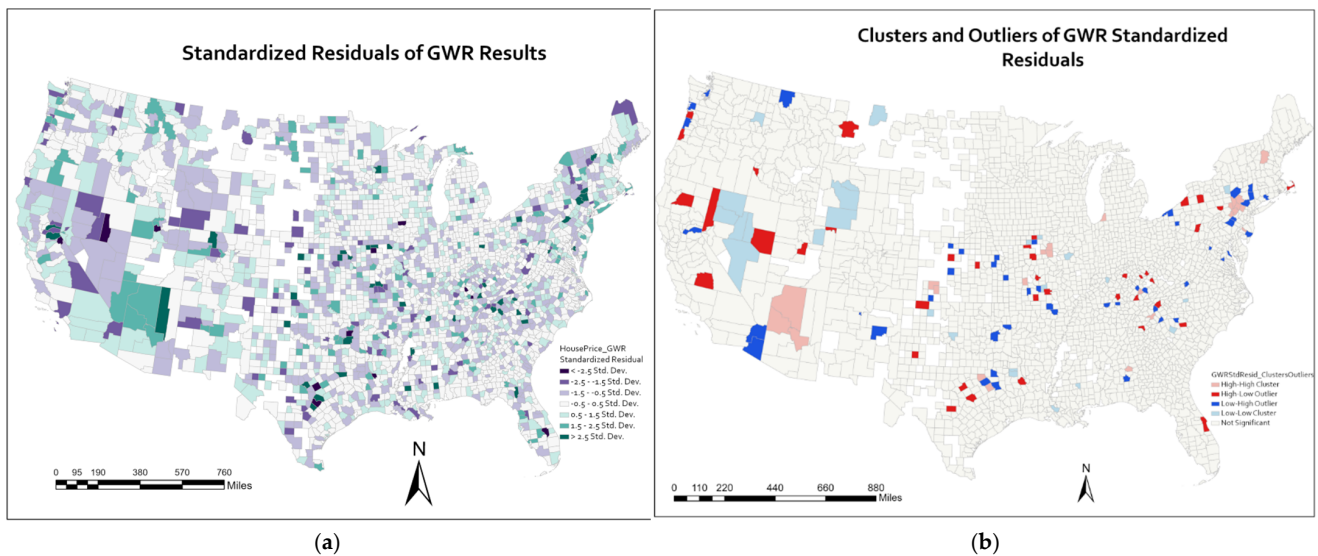 Standardized Residuals of GWR Results
HousePrice_GWR
Standardized Residual
< -2.5 Std. Dev.
-2.5 - -1.5 Std. Dev.
-1.5 - -0.5 Std. Dev.
-0.5 - 0.5 Std. Dev.
0.5 - 1.5 Std. Dev.
1.5 - 2.5 Std. Dev.
> 2.5 Std. Dev.
N
0 95 190 380 570 760
Miles
(a)
Clusters and Outliers of GWR Standardized
Residuals
GWRStdResid_ClustersOutliers
High-High Cluster
High-Low Outlier
Low-High Outlier
Low-Low Cluster
Not Significant
N
0 110 220 440 660 880
Miles
(b)